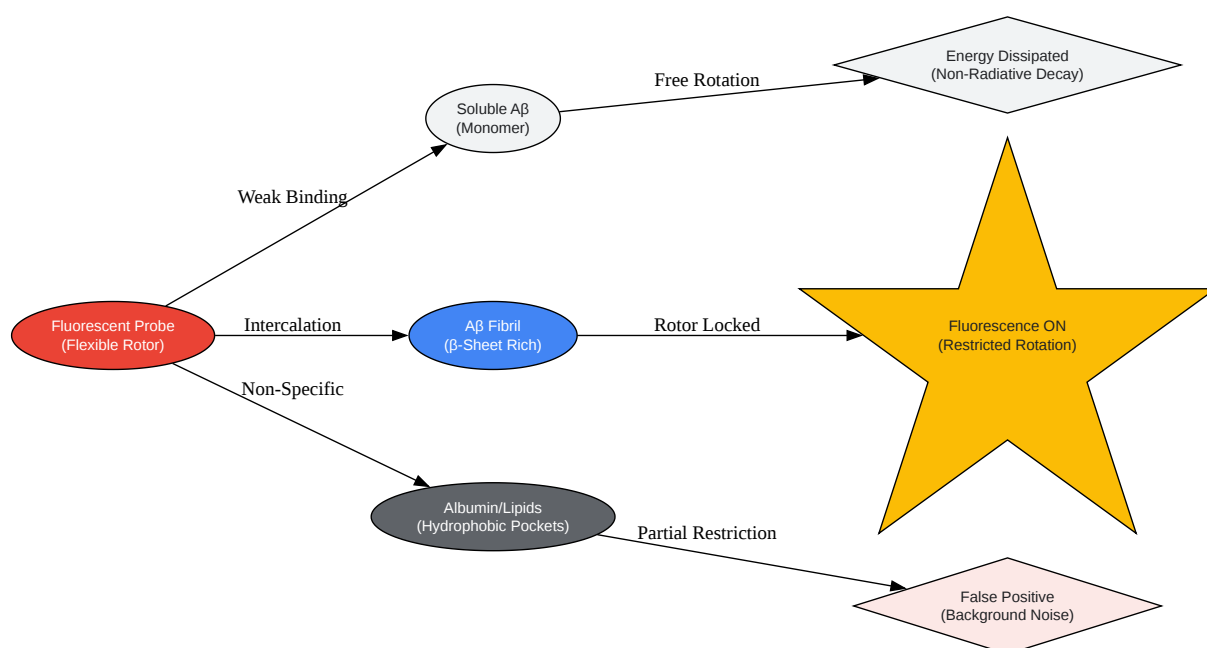 Energy Dissipated
(Non-Radiative Decay)
Free Rotation
Soluble Aβ
(Monomer)
Weak Binding
Fluorescent Probe
(Flexible Rotor)
Intercalation
Aβ Fibril
(β-Sheet Rich)
Rotor Locked
Fluorescence ON
(Restricted Rotation)
Non-Specific
Albumin/Lipids
(Hydrophobic Pockets)
Partial Restriction
False Positive
(Background Noise)